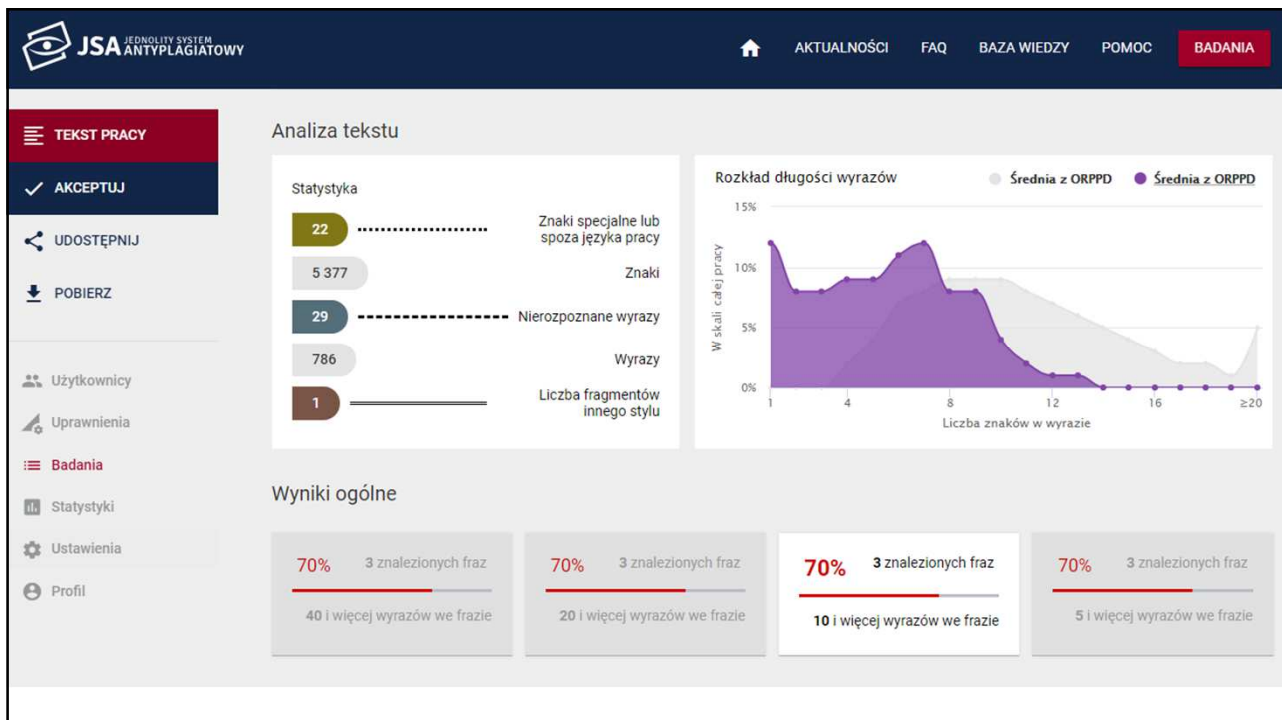 JSA JEDNOLITY SYSTEM
ANTYPLAGIATOWY
AKTUALNOŚCI
FAQ
BAZA WIEDZY
POMOC
BADANIA
TEKST PRACY
AKCEPTUJ
UDOSTĘPNIJ
POBIERZ
Użytkownicy
Uprawnienia
Badania
Statystyki
Ustawienia
Profil
Analiza tekstu
Statystyka
22
Znaki specjalne lub
spoza języka pracy
5 377
Znaki
29
Nierozpoznane wyrazy
786
Wyrazy
1
Liczba fragmentów
innego stylu
Rozkład długości wyrazów
Średnia z ORPPD
Średnia z ORPPD
W skali całej pracy
15%
10%
5%
0%
1 4 8 12 16 ≥20
Liczba znaków w wyrazie
Wyniki ogólne
70% 3 znalezionych fraz
40 i więcej wyrazów we frazie
70% 3 znalezionych fraz
20 i więcej wyrazów we frazie
70% 3 znalezionych fraz
10 i więcej wyrazów we frazie
70% 3 znalezionych fraz
5 i więcej wyrazów we frazie